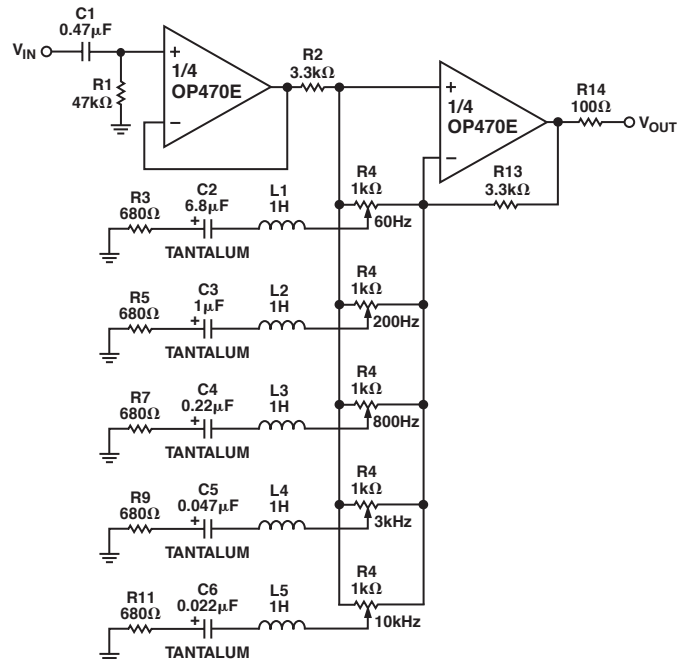 C1
0.47µF
VIN
R1
47kΩ
+
1/4
OP470E
–
R2
3.3kΩ
+
1/4
OP470E
–
R14
100Ω
VOUT
R13
3.3kΩ
R3
680Ω
C2
6.8µF
+
TANTALUM
L1
1H
R4
1kΩ
60Hz
R5
680Ω
C3
1µF
+
TANTALUM
L2
1H
R4
1kΩ
200Hz
R7
680Ω
C4
0.22µF
+
TANTALUM
L3
1H
R4
1kΩ
800Hz
R9
680Ω
C5
0.047µF
+
TANTALUM
L4
1H
R4
1kΩ
3kHz
R11
680Ω
C6
0.022µF
+
TANTALUM
L5
1H
R4
1kΩ
10kHz